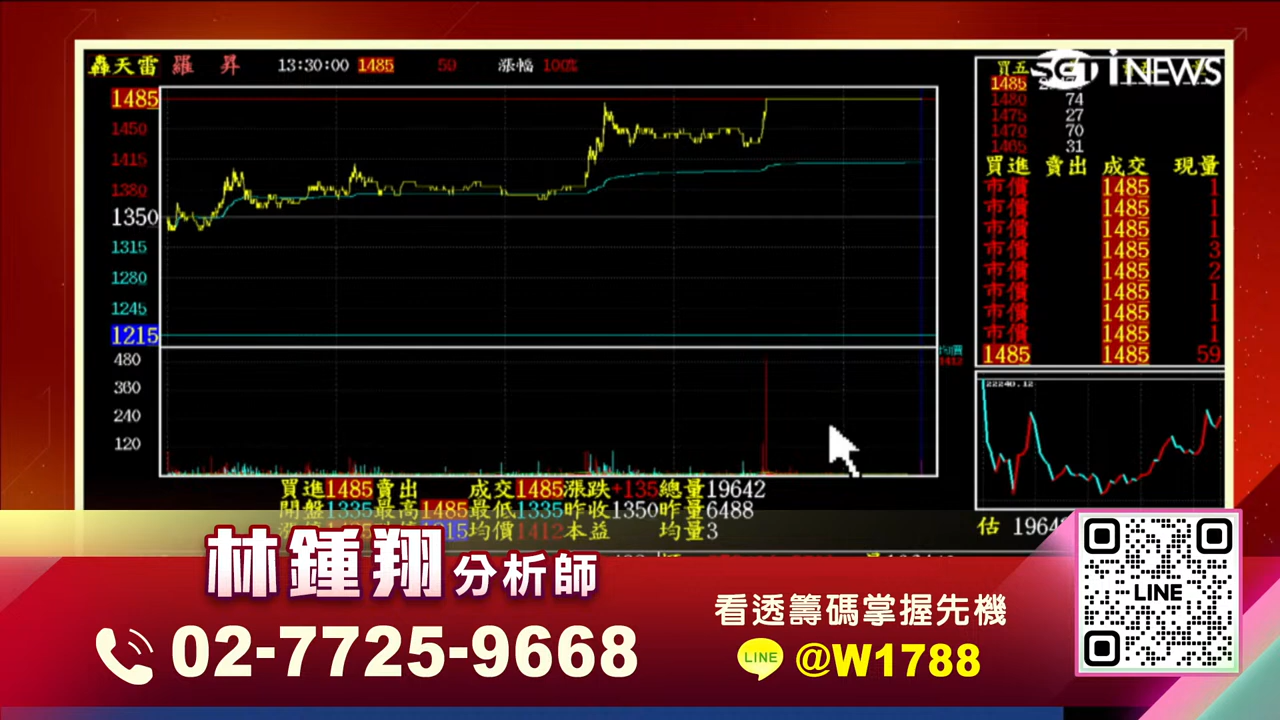 轟天雷 羅 昇 13:30:00 1485 59 漲幅 100%
SET iNEWS
買五
1485
1480 74
1475 27
1470 70
1465 31
買進 賣出 成交 現量
市價 1485 1
市價 1485 1
市價 1485 1
市價 1485 3
市價 1485 2
市價 1485 1
市價 1485 1
市價 1485 1
1485 1485 59
1485
1450
1415
1380
1350
1315
1280
1245
1215
480
360
240
120
均價
1412
22240.12
買進1485賣出 成交1485漲跌+135總量19642
開盤1335最高1485最低1335昨收1350昨量6488
均價1412本益 均量3
估
林鍾翔 分析師
02-7725-9668
看透籌碼掌握先機
LINE @W1788
LINE